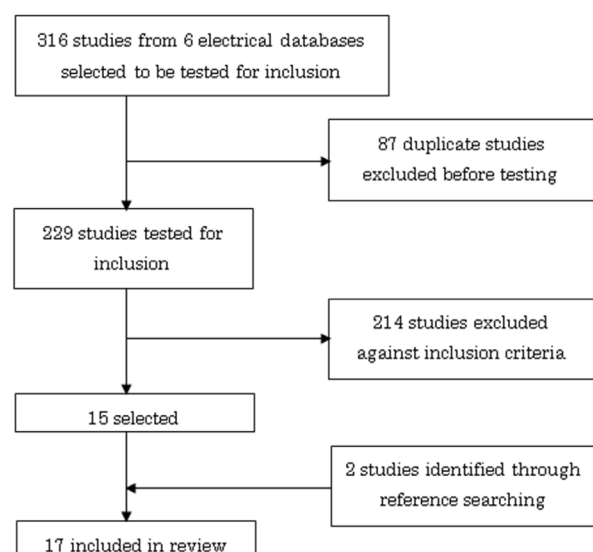 316 studies from 6 electrical databases
selected to be tested for inclusion
87 duplicate studies
excluded before testing
229 studies tested for
inclusion
214 studies excluded
against inclusion criteria
15 selected
2 studies identified through
reference searching
17 included in review